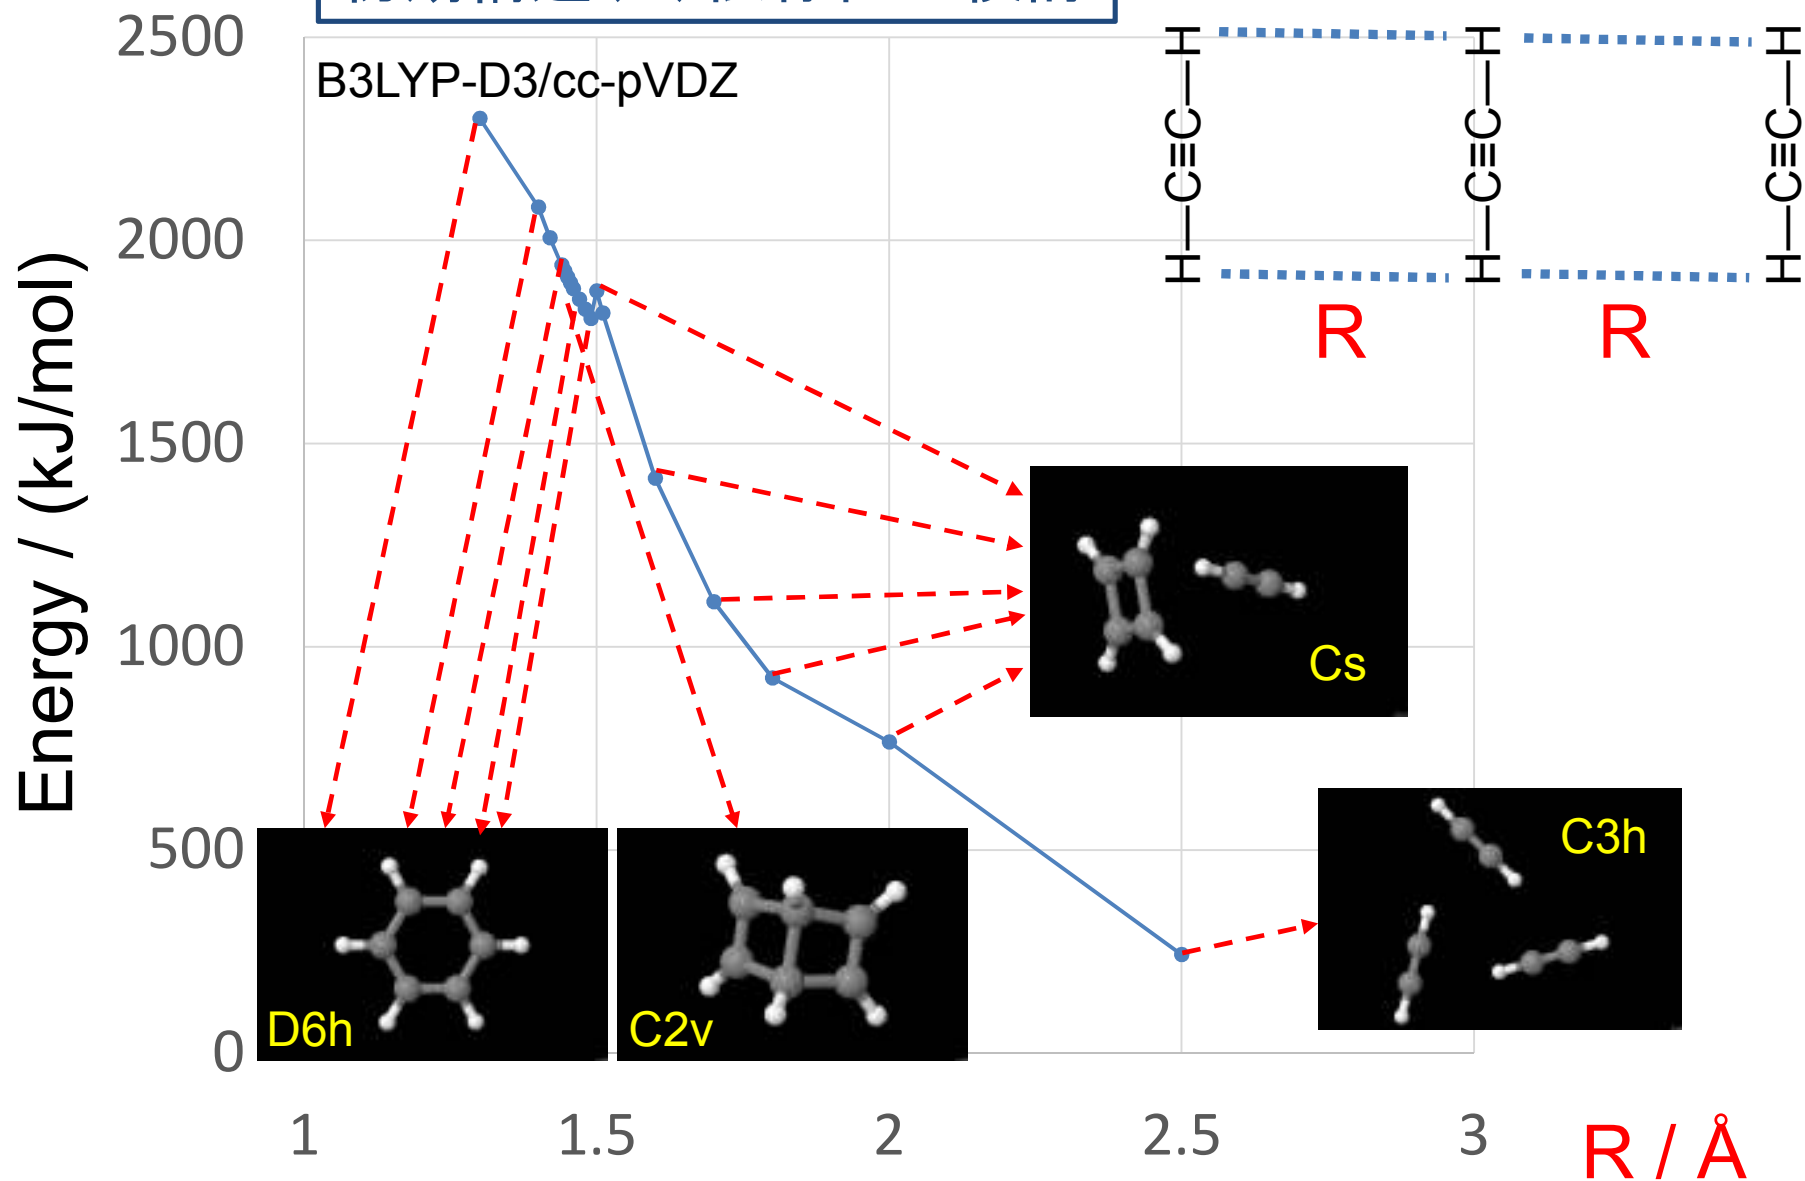 B3LYP-D3/cc-pVDZ
Energy / (kJ/mol)
2500
2000
1500
1000
500
0
1
1.5
2
2.5
3
R / Å
H—C≡C—H
H—C≡C—H
H—C≡C—H
R
R
Cs
C3h
D6h
C2v